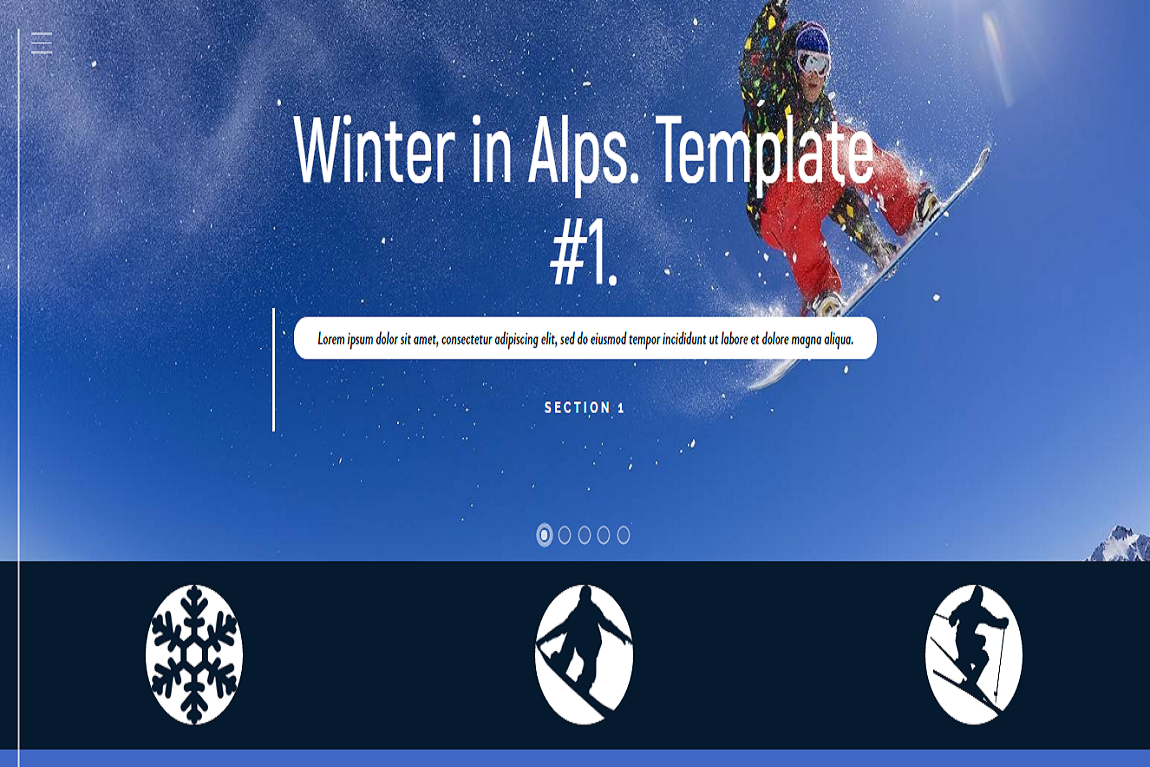 Winter in Alps. Template
#1.
Lorem ipsum dolor sit amet, consectetur adipiscing elit, sed do eiusmod tempor incididunt ut labore et dolore magna aliqua.
SECTION 1